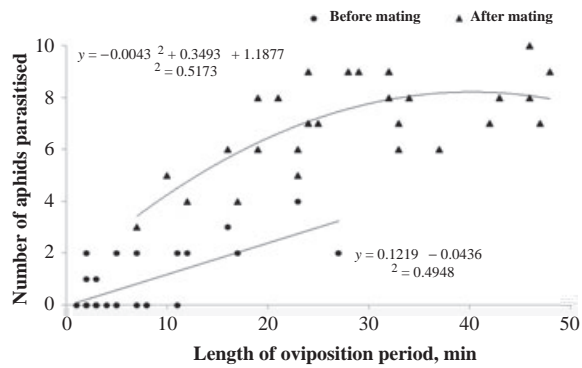 Before mating After mating
y = −0.0043 ² + 0.3493 + 1.1877
² = 0.5173
10
8
6
4
2
0
Number of aphids parasitised
y = 0.1219 − 0.0436
² = 0.4948
0 10 20 30 40 50
Length of oviposition period, min